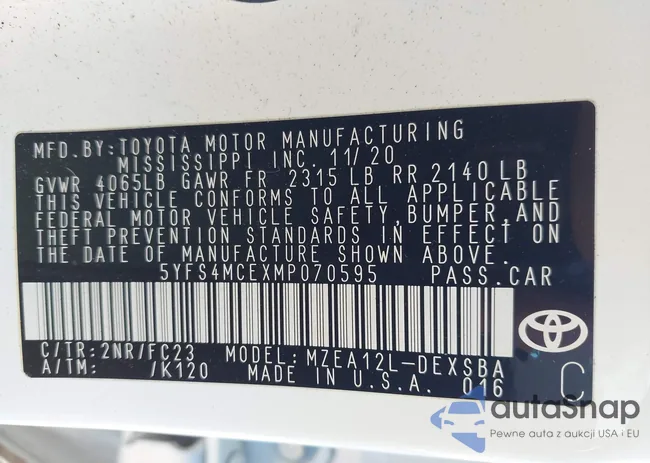 MFD.BY:TOYOTA MOTOR MANUFACTURING
MISSISSIPPI INC. 11/20
GVWR 4065LB GAWR FR 2315 LB RR 2140 LB
THIS VEHICLE CONFORMS TO ALL APPLICABLE
FEDERAL MOTOR VEHICLE SAFETY, BUMPER, AND
THEFT PREVENTION STANDARDS IN EFFECT ON
THE DATE OF MANUFACTURE SHOWN ABOVE.
5YFS4MCEXMP070595 PASS.CAR
C/TR:2NR/FC23 MODEL:MZEA12L-DEXSBA
A/TM: /K120 MADE IN U.S.A. 016
C
autaSnap
Pewne auta z aukcji USA i EU